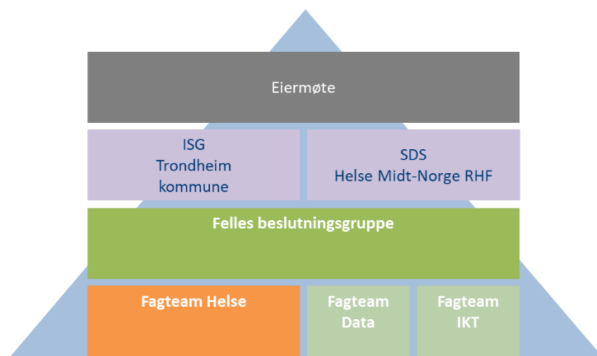 Eiermøte
ISG
Trondheim
kommune
SDS
Helse Midt-Norge RHF
Felles beslutningsgruppe
Fagteam Helse
Fagteam
Data
Fagteam
IKT